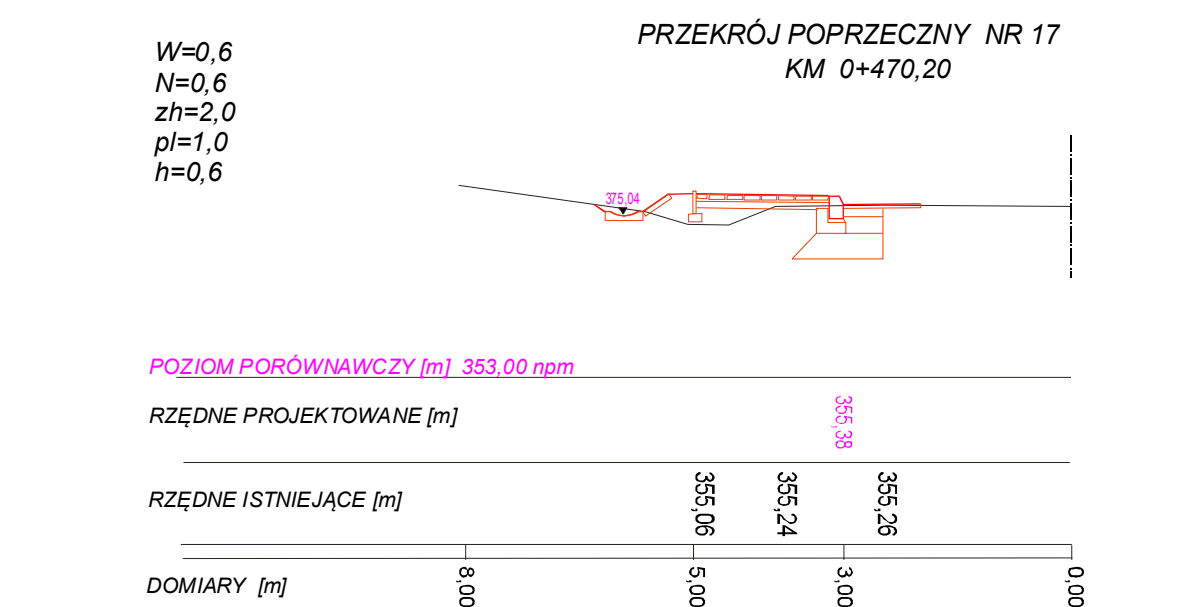 PRZEKRÓJ POPRZECZNY NR 17
KM 0+470,20
W=0,6
N=0,6
zh=2,0
pl=1,0
h=0,6
375,04
POZIOM PORÓWNAWCZY [m] 353,00 npm
RZĘDNE PROJEKTOWANE [m]
355,38
RZĘDNE ISTNIEJĄCE [m]
355,06 355,24 355,26
DOMIARY [m]
8,00 5,00 3,00 0,00